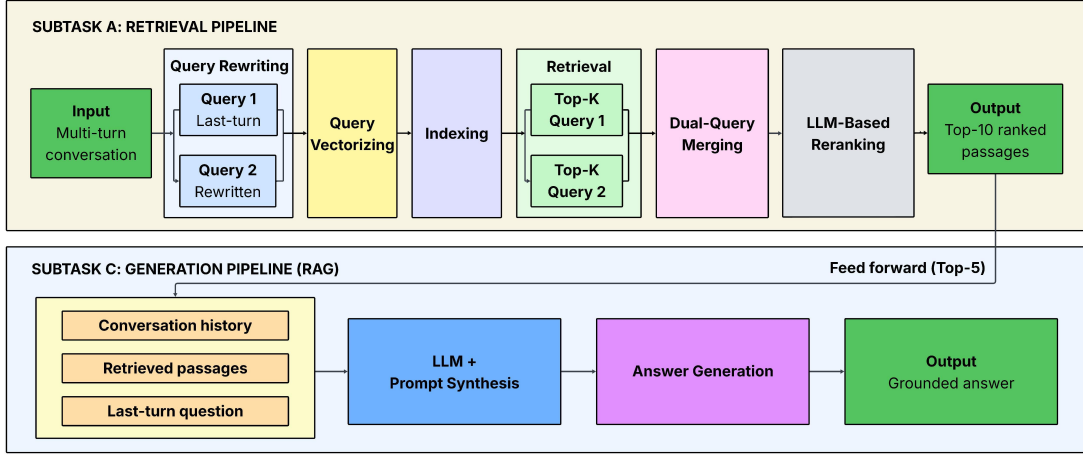 SUBTASK A: RETRIEVAL PIPELINE
Input
Multi-turn
conversation
Query Rewriting
Query 1
Last-turn
Query 2
Rewritten
Query
Vectorizing
Indexing
Retrieval
Top-K
Query 1
Top-K
Query 2
Dual-Query
Merging
LLM-Based
Reranking
Output
Top-10 ranked
passages
SUBTASK C: GENERATION PIPELINE (RAG)
Feed forward (Top-5)
Conversation history
Retrieved passages
Last-turn question
LLM +
Prompt Synthesis
Answer Generation
Output
Grounded answer